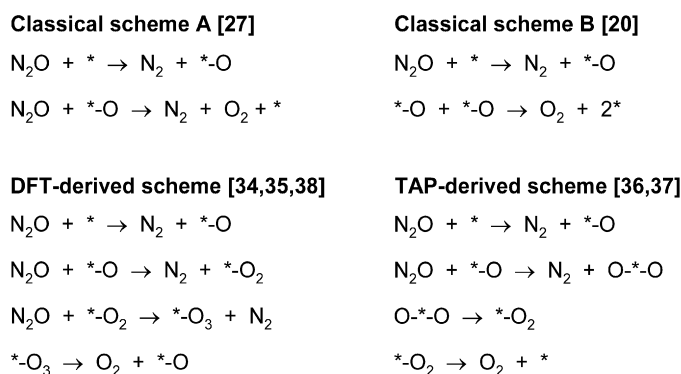 Classical scheme A [27]
N₂O + * → N₂ + *-O
N₂O + *-O → N₂ + O₂ + *
Classical scheme B [20]
N₂O + * → N₂ + *-O
*-O + *-O → O₂ + 2*
DFT-derived scheme [34,35,38]
N₂O + * → N₂ + *-O
N₂O + *-O → N₂ + *-O₂
N₂O + *-O₂ → *-O₃ + N₂
*-O₃ → O₂ + *-O
TAP-derived scheme [36,37]
N₂O + * → N₂ + *-O
N₂O + *-O → N₂ + O-*-O
O-*-O → *-O₂
*-O₂ → O₂ + *